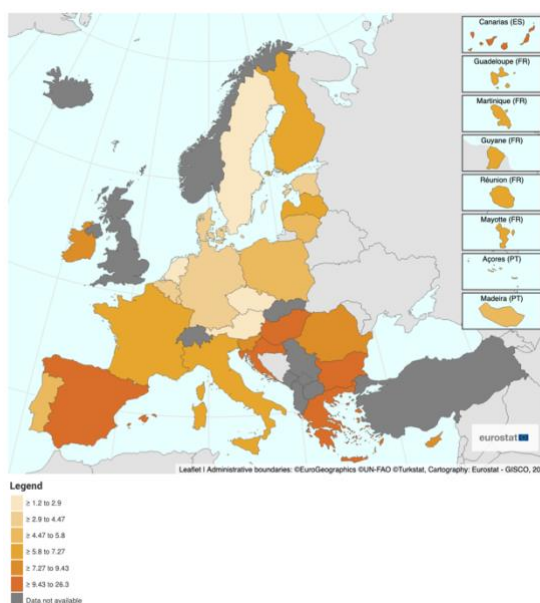 Canarias (ES)
Guadeloupe (FR)
Martinique (FR)
Guyane (FR)
Réunion (FR)
Mayotte (FR)
Açores (PT)
Madeira (PT)
eurostat
Leaflet | Administrative boundaries: ©EuroGeographics ©UN-FAO ©Turkstat, Cartography: Eurostat - GISCO, 20
Legend
≥ 1.2 to 2.9
≥ 2.9 to 4.47
≥ 4.47 to 5.8
≥ 5.8 to 7.27
≥ 7.27 to 9.43
≥ 9.43 to 26.3
Data not available